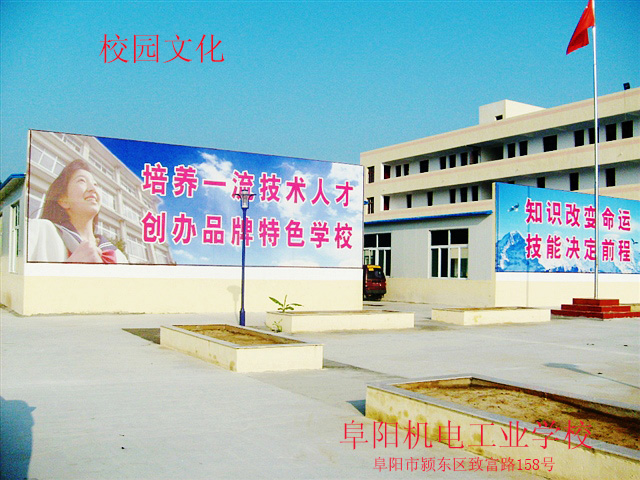 校园文化
培养一流技术人才
创办品牌特色学校
知识改变命运
技能决定前程
阜阳机电工业学校
阜阳市颍东区致富路158号